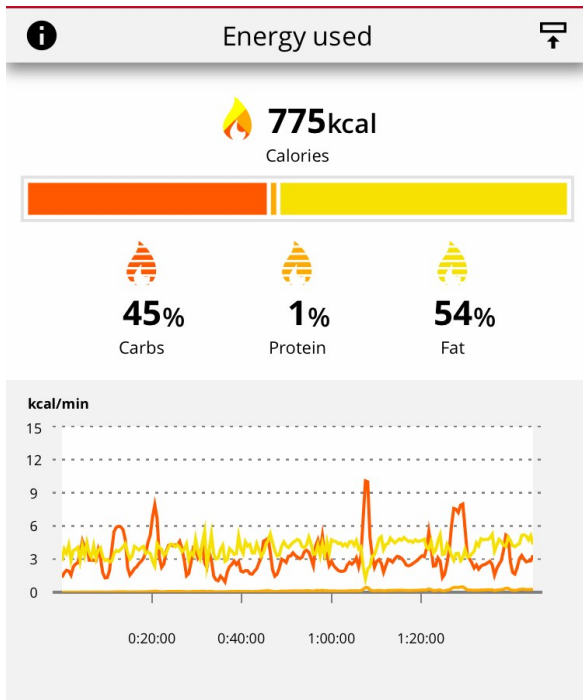 Energy used
775kcal
Calories
45% 1% 54%
Carbs Protein Fat
kcal/min
15
12
9
6
3
0
0:20:00 0:40:00 1:00:00 1:20:00